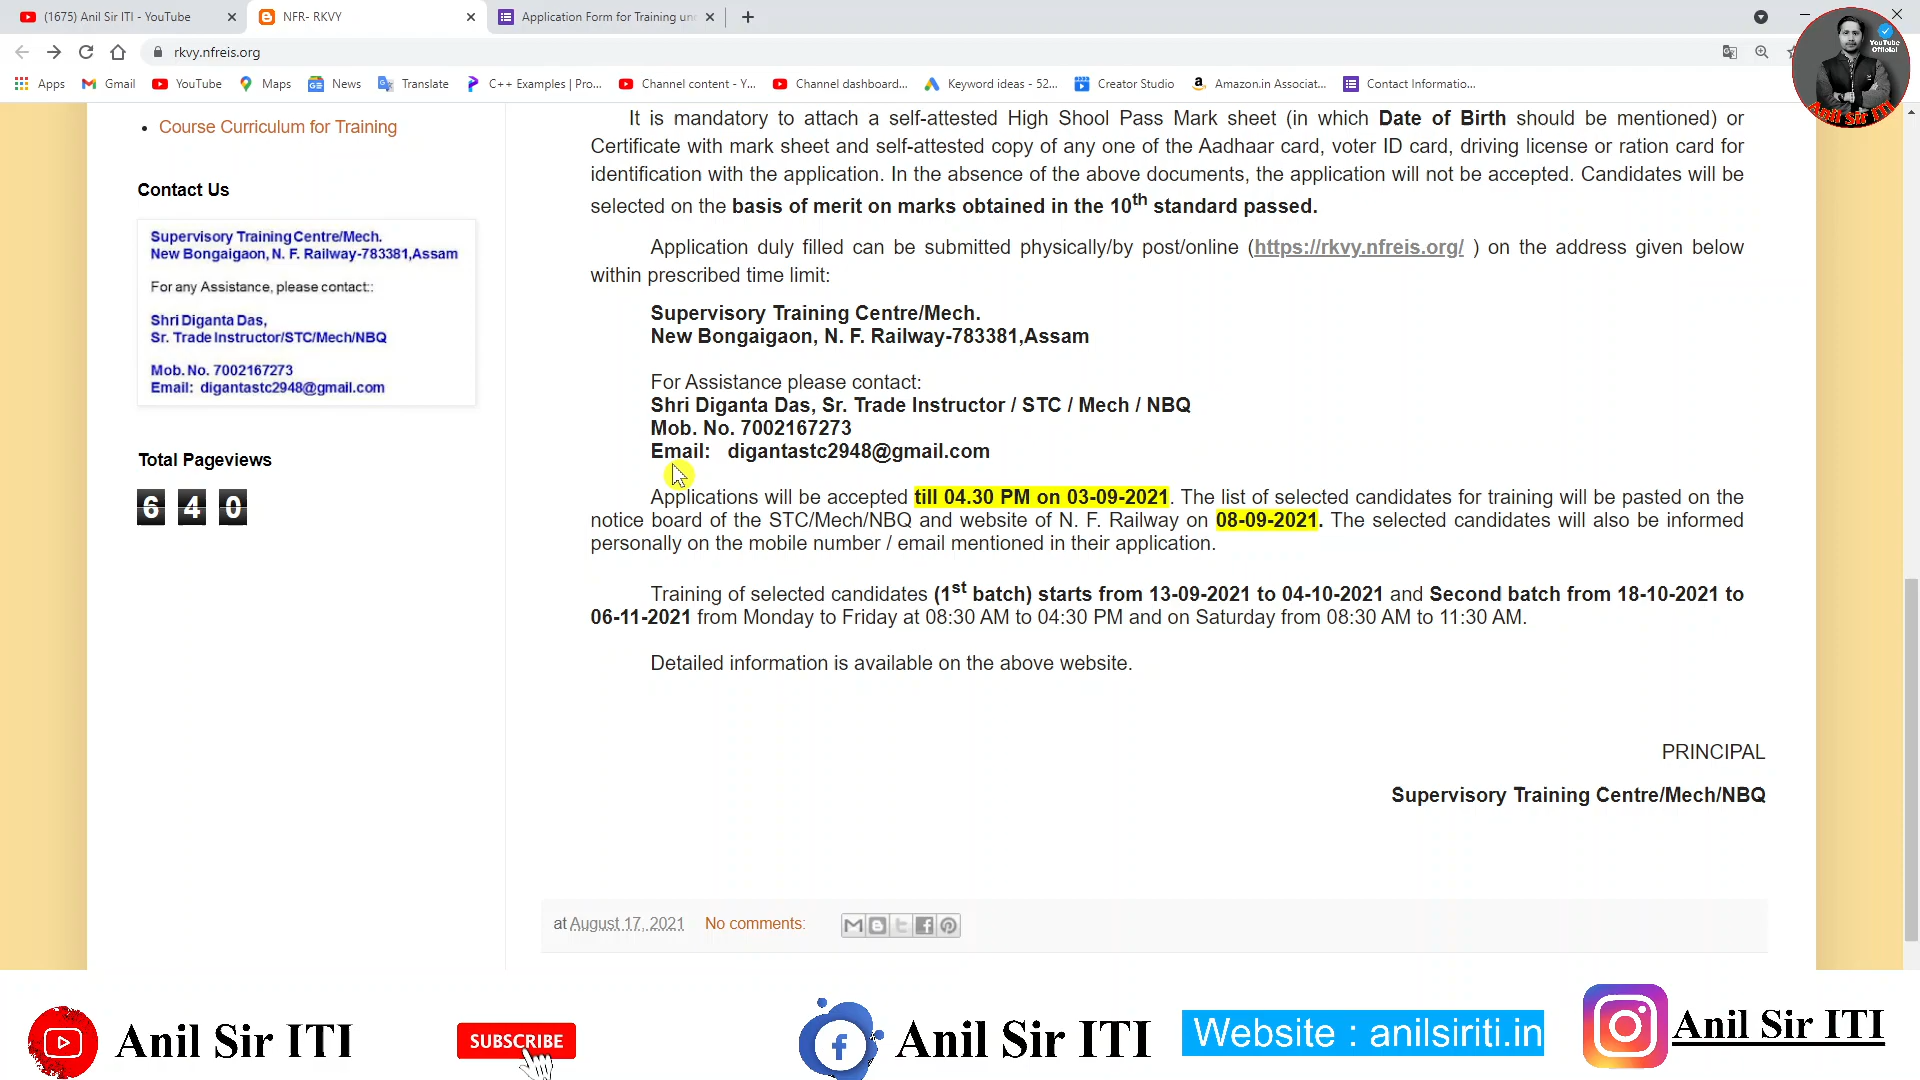 (1675) Anil Sir ITI - YouTube
NFR- RKVY
Application Form for Training un
rkvy.nfreis.org
Apps
Gmail
YouTube
Maps
News
Translate
C++ Examples | Pro...
Channel content - Y...
Channel dashboard...
Keyword ideas - 52...
Creator Studio
Amazon.in Associat...
Contact Informatio...
YouTube
Official
Anil Sir ITI
Course Curriculum for Training
Contact Us
Supervisory Training Centre/Mech.
New Bongaigaon, N. F. Railway-783381,Assam
For any Assistance, please contact::
Shri Diganta Das,
Sr. Trade Instructor/STC/Mech/NBQ
Mob. No. 7002167273
Email: digantastc2948@gmail.com
Total Pageviews
6 4 0
It is mandatory to attach a self-attested High Shool Pass Mark sheet (in which Date of Birth should be mentioned) or
Certificate with mark sheet and self-attested copy of any one of the Aadhaar card, voter ID card, driving license or ration card for
identification with the application. In the absence of the above documents, the application will not be accepted. Candidates will be
selected on the basis of merit on marks obtained in the 10th standard passed.
Application duly filled can be submitted physically/by post/online (https://rkvy.nfreis.org/ ) on the address given below
within prescribed time limit:
Supervisory Training Centre/Mech.
New Bongaigaon, N. F. Railway-783381,Assam
For Assistance please contact:
Shri Diganta Das, Sr. Trade Instructor / STC / Mech / NBQ
Mob. No. 7002167273
Email: digantastc2948@gmail.com
Applications will be accepted till 04.30 PM on 03-09-2021. The list of selected candidates for training will be pasted on the
notice board of the STC/Mech/NBQ and website of N. F. Railway on 08-09-2021. The selected candidates will also be informed
personally on the mobile number / email mentioned in their application.
Training of selected candidates (1st batch) starts from 13-09-2021 to 04-10-2021 and Second batch from 18-10-2021 to
06-11-2021 from Monday to Friday at 08:30 AM to 04:30 PM and on Saturday from 08:30 AM to 11:30 AM.
Detailed information is available on the above website.
PRINCIPAL
Supervisory Training Centre/Mech/NBQ
at August 17, 2021 No comments:
Anil Sir ITI
SUBSCRIBE
Anil Sir ITI
Website : anilsiriti.in
Anil Sir ITI